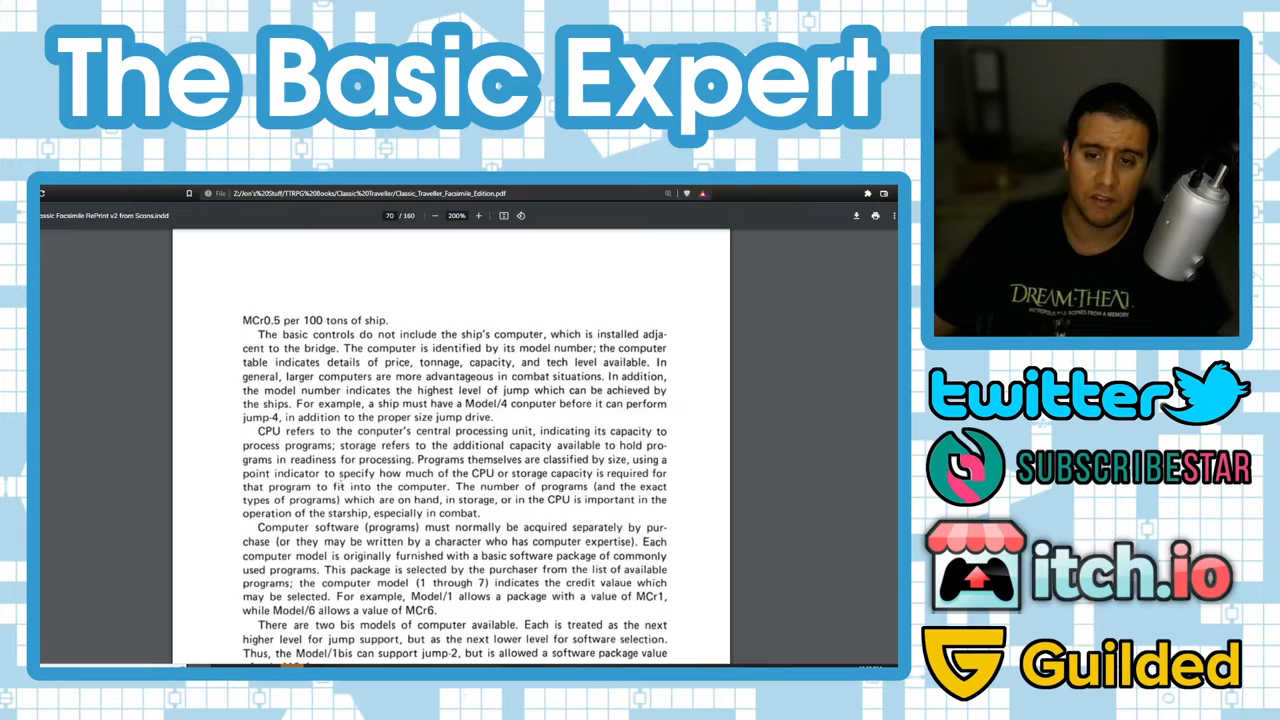 The Basic Expert
File Z:/Jon's%20Stuff/TTRPG%20Books/Classic%20Traveller/Classic_Traveller_Facsimile_Edition.pdf
assic Facsimile RePrint v2 from Scans.indd
70 / 160
200%
MCr0.5 per 100 tons of ship.
The basic controls do not include the ship's computer, which is installed adja-
cent to the bridge. The computer is identified by its model number; the computer
table indicates details of price, tonnage, capacity, and tech level available. In
general, larger computers are more advantageous in combat situations. In addition,
the model number indicates the highest level of jump which can be achieved by
the ships. For example, a ship must have a Model/4 conputer before it can perform
jump-4, in addition to the proper size jump drive.
CPU refers to the conputer's central processing unit, indicating its capacity to
process programs; storage refers to the additional capacity available to hold pro-
grams in readiness for processing. Programs themselves are classified by size, using a
point indicator to specify how much of the CPU or storage capacity is required for
that program to fit into the computer. The number of programs (and the exact
types of programs) which are on hand, in storage, or in the CPU is important in the
operation of the starship, especially in combat.
Computer software (programs) must normally be acquired separately by pur-
chase (or they may be written by a character who has computer expertise). Each
computer model is originally furnished with a basic software package of commonly
used programs. This package is selected by the purchaser from the list of available
programs; the computer model (1 through 7) indicates the credit valaue which
may be selected. For example, Model/1 allows a package with a value of MCr1,
while Model/6 allows a value of MCr6.
There are two bis models of computer available. Each is treated as the next
higher level for jump support, but as the next lower level for software selection.
Thus, the Model/1bis can support jump-2, but is allowed a software package value
DREAM THEAT
METROPOLIS PT. 2: SCENES FROM A MEMORY
twitter
SUBSCRIBESTAR
itch.io
Guilded